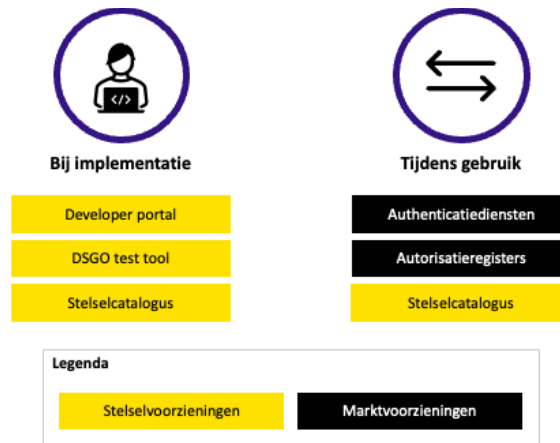 </>
Bij implementatie
Tijdens gebruik
Developer portal
Authenticatiediensten
DSGO test tool
Autorisatieregisters
Stelselcatalogus
Stelselcatalogus
Legenda
Stelselvoorzieningen
Marktvoorzieningen